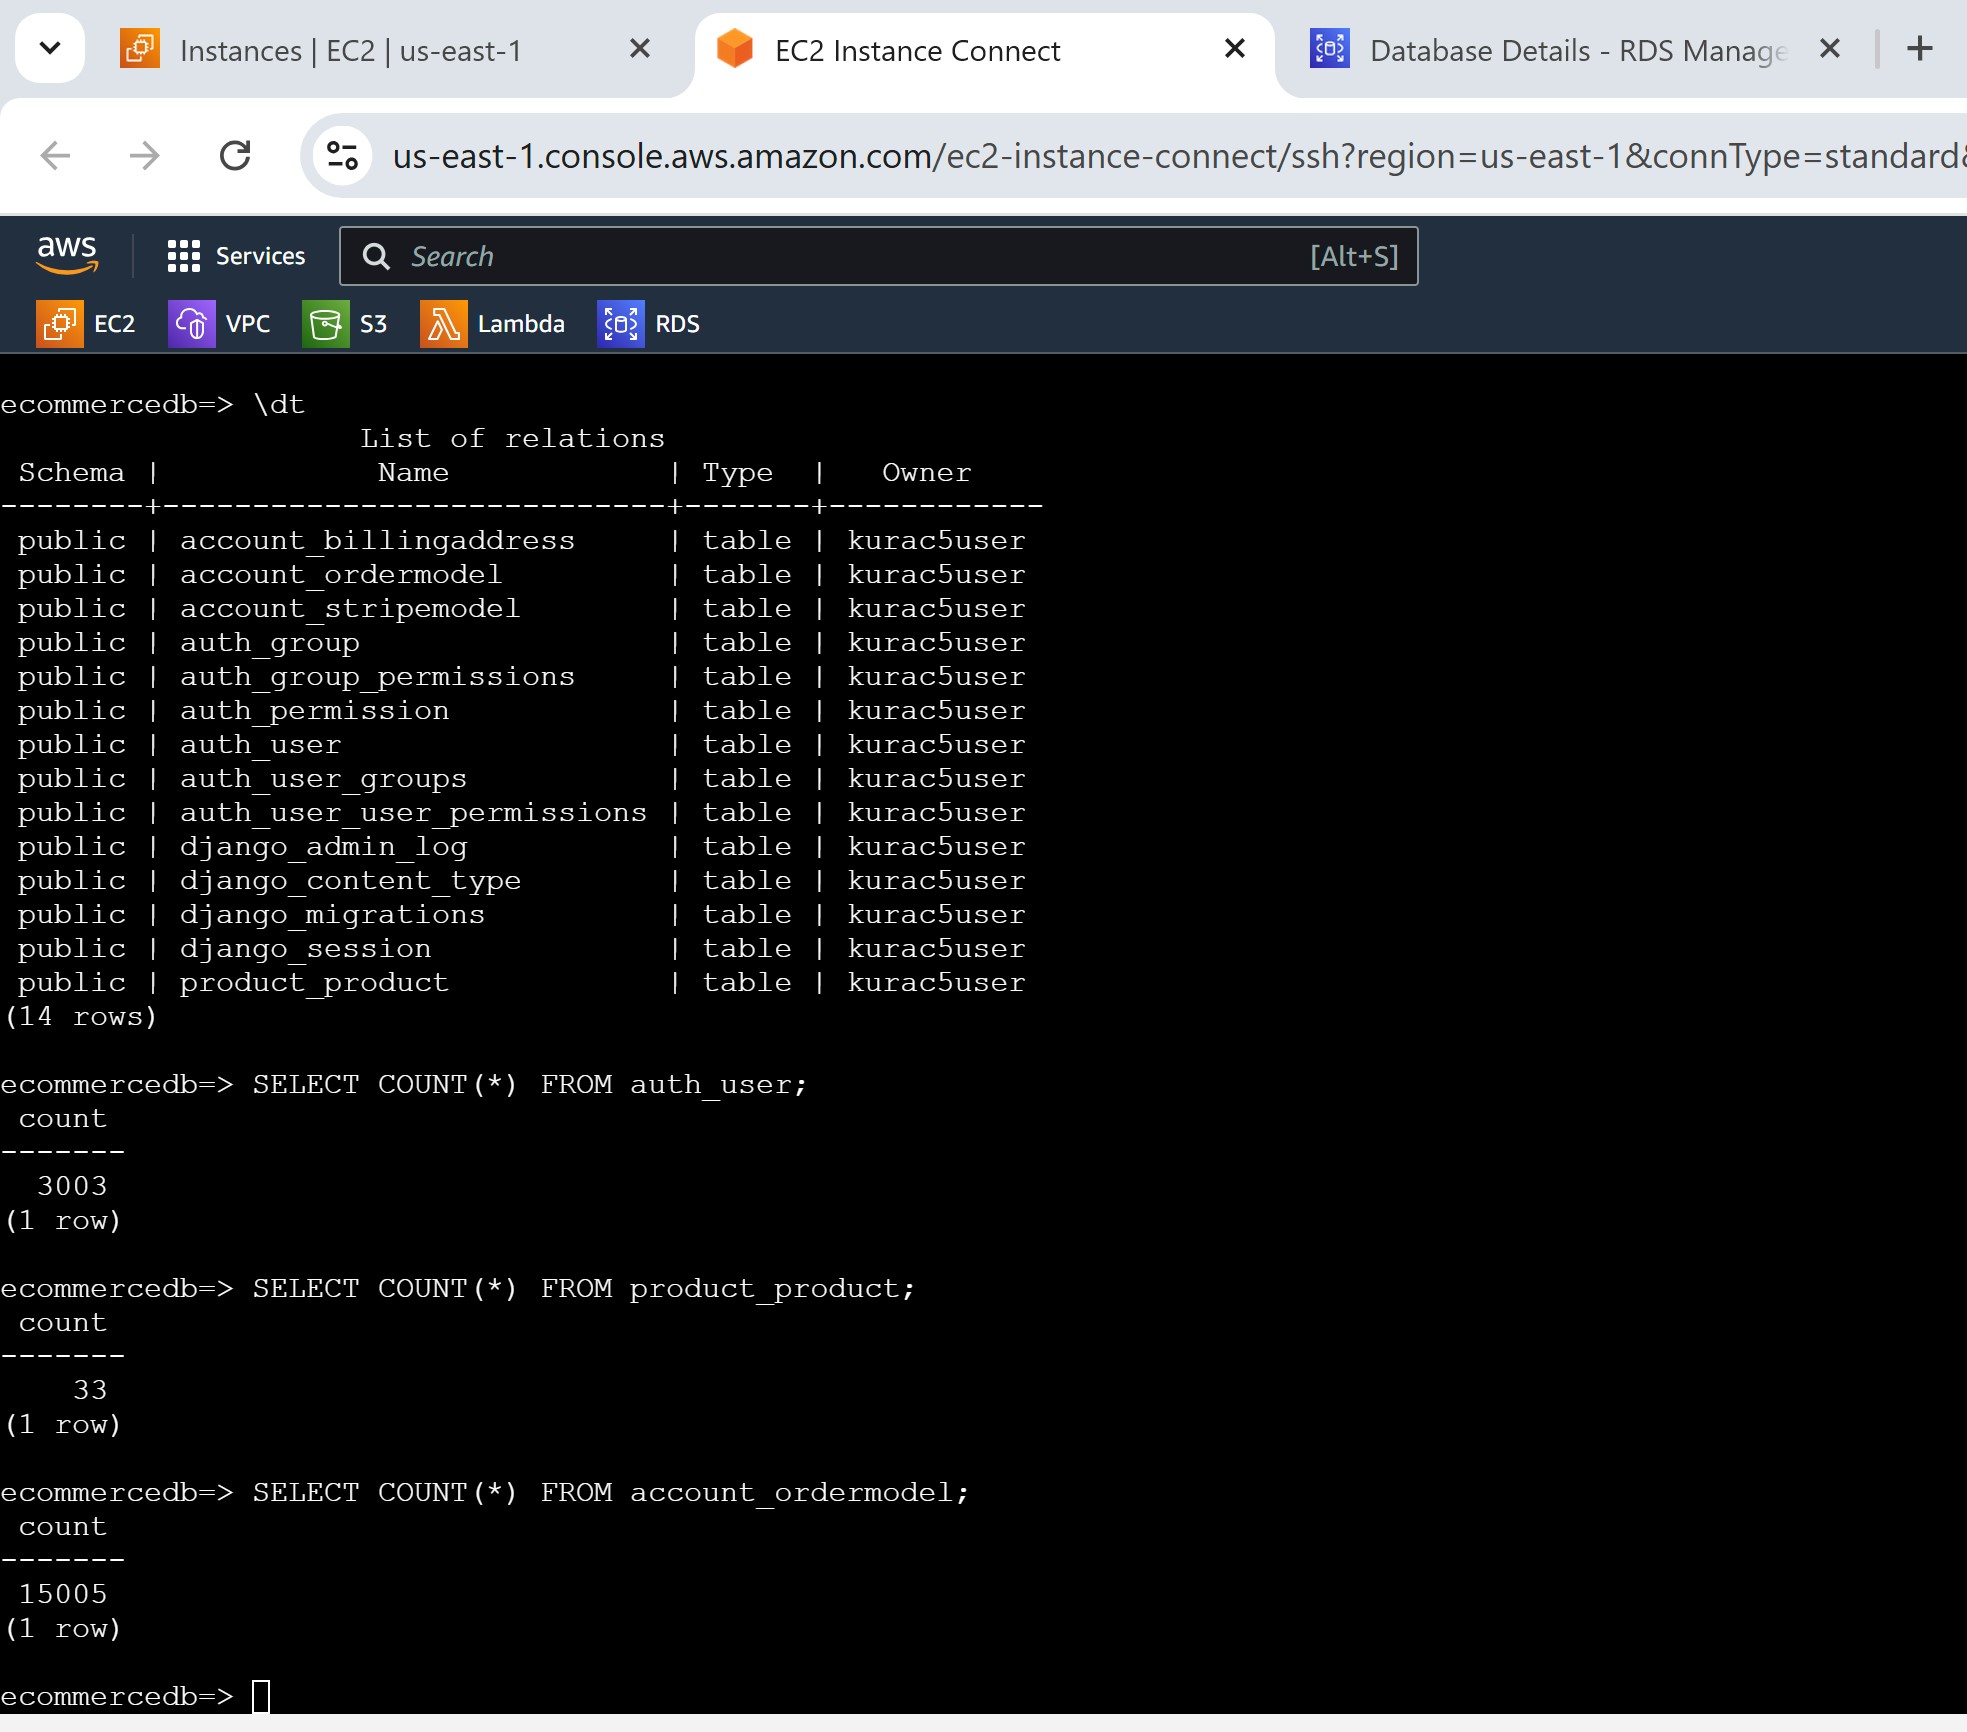 Instances | EC2 | us-east-1
EC2 Instance Connect
Database Details - RDS Manage
us-east-1.console.aws.amazon.com/ec2-instance-connect/ssh?region=us-east-1&connType=standard&
aws
Services
Search
[Alt+S]
EC2
VPC
S3
Lambda
RDS
ecommercedb=> \dt
                    List of relations
 Schema |            Name            | Type  |   Owner
--------+----------------------------+-------+------------
 public | account_billingaddress     | table | kurac5user
 public | account_ordermodel         | table | kurac5user
 public | account_stripemodel        | table | kurac5user
 public | auth_group                 | table | kurac5user
 public | auth_group_permissions     | table | kurac5user
 public | auth_permission            | table | kurac5user
 public | auth_user                  | table | kurac5user
 public | auth_user_groups           | table | kurac5user
 public | auth_user_user_permissions | table | kurac5user
 public | django_admin_log           | table | kurac5user
 public | django_content_type        | table | kurac5user
 public | django_migrations          | table | kurac5user
 public | django_session             | table | kurac5user
 public | product_product            | table | kurac5user
(14 rows)
ecommercedb=> SELECT COUNT(*) FROM auth_user;
 count
-------
  3003
(1 row)
ecommercedb=> SELECT COUNT(*) FROM product_product;
 count
-------
    33
(1 row)
ecommercedb=> SELECT COUNT(*) FROM account_ordermodel;
 count
-------
 15005
(1 row)
ecommercedb=>